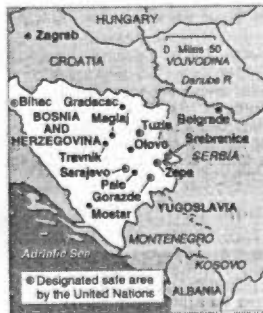 HUNGARY
Zagreb
0 Miles 50
VOJVODINA
CROATIA
Danube R.
Bihac
Gradacac
Belgrade
BOSNIA
AND
HERZEGOVINA
Maglaj
Tuzla
Srebrenica
Olovo
SERBIA
Travnik
Sarajevo
Zepa
Pale
Gorazde
Mostar
YUGOSLAVIA
MONTENEGRO
Adriatic Sea
KOSOVO
Designated safe area
by the United Nations
ALBANIA